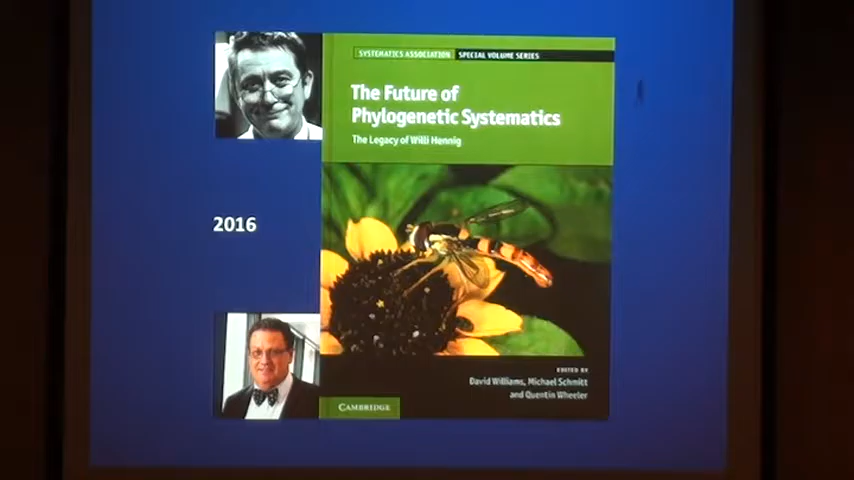 SYSTEMATICS ASSOCIATION SPECIAL VOLUME SERIES
The Future of
Phylogenetic Systematics
The Legacy of Willi Hennig
2016
EDITED BY
David Williams, Michael Schmitt
and Quentin Wheeler
CAMBRIDGE